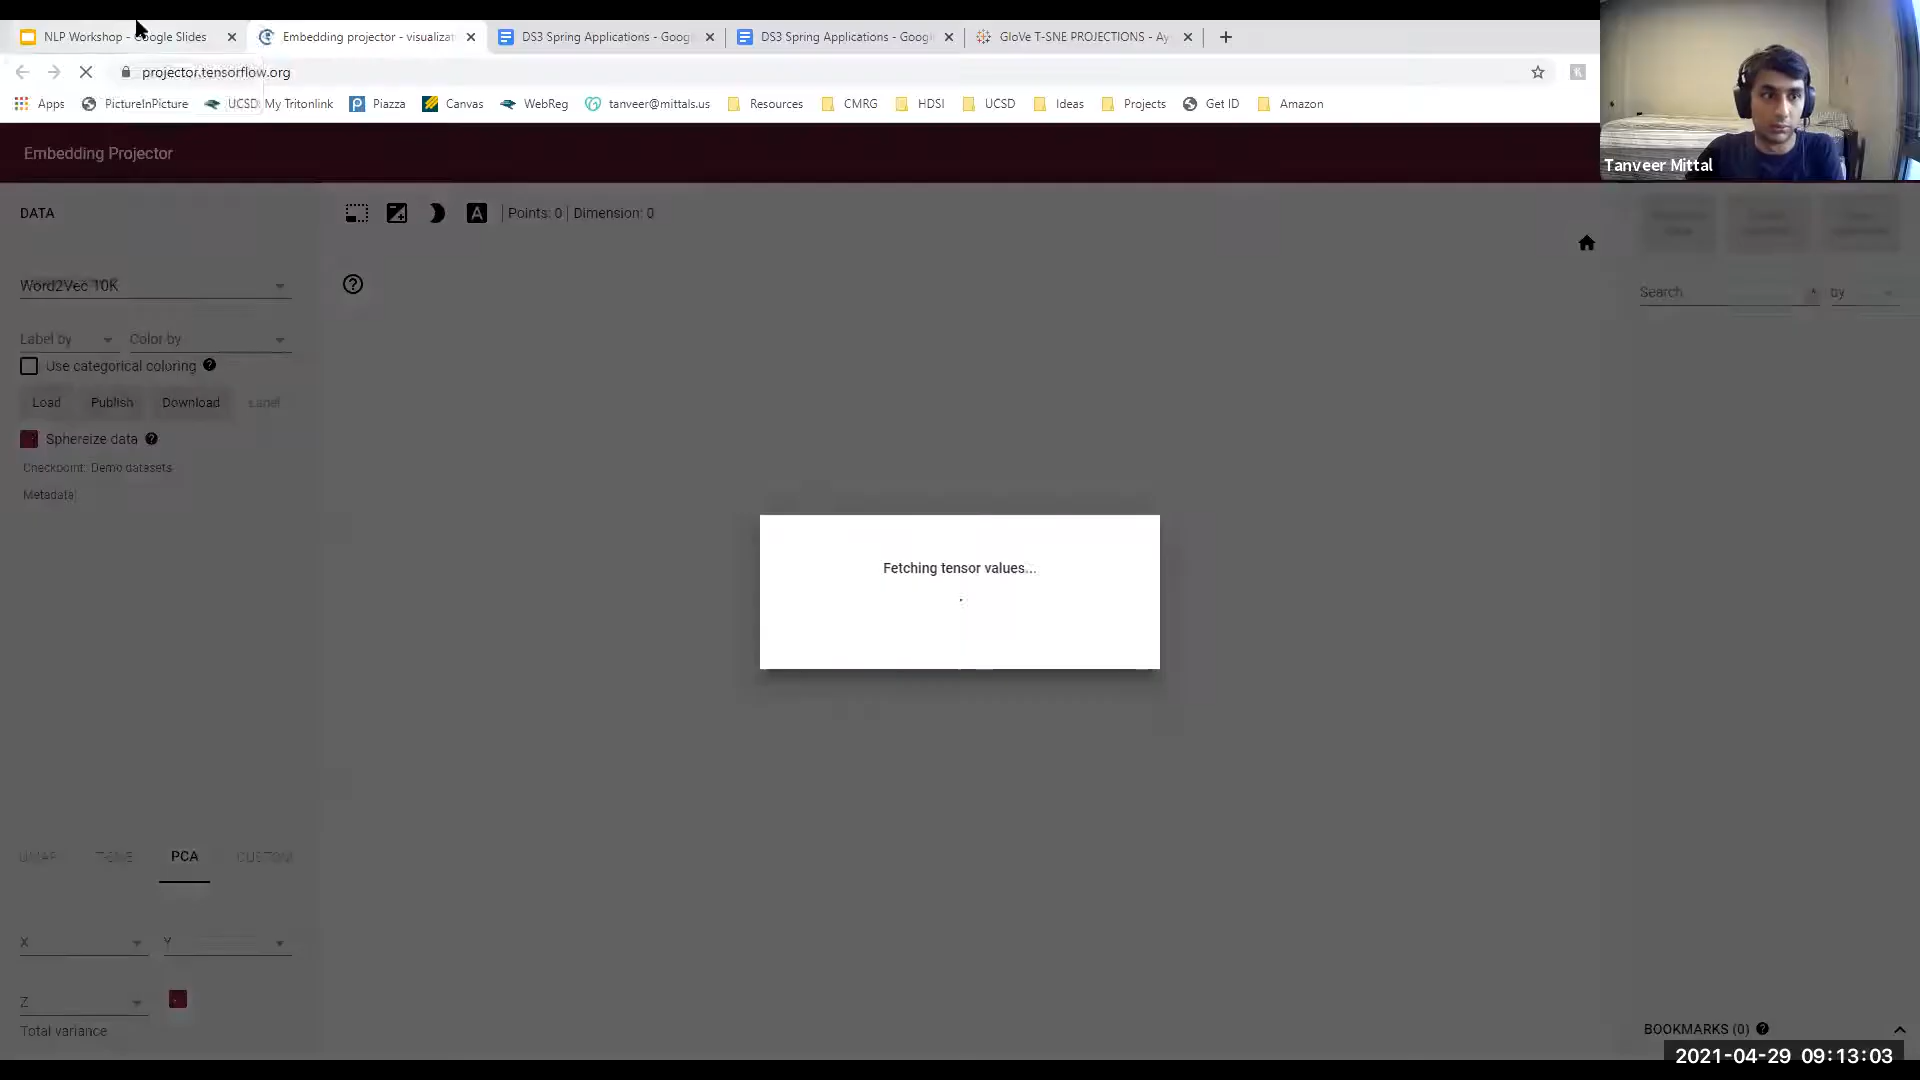 NLP Workshop - Google Slides
Embedding projector - visualizat
DS3 Spring Applications - Goog
DS3 Spring Applications - Googl
GloVe T-SNE PROJECTIONS - Ay
projector.tensorflow.org
Apps
PictureInPicture
UCSD: My Tritonlink
Piazza
Canvas
WebReg
tanveer@mittals.us
Resources
CMRG
HDSI
UCSD
Ideas
Projects
Get ID
Amazon
Tanveer Mittal
Embedding Projector
DATA
Points: 0 | Dimension: 0
Word2Vec 10K
Search
by
Label by
Color by
Use categorical coloring
Load
Publish
Download
Label
Sphereize data
Checkpoint: Demo datasets
Metadata:
Fetching tensor values...
UMAP
T-SNE
PCA
CUSTOM
X
Y
Z
Total variance
BOOKMARKS (0)
2021-04-29 09:13:03